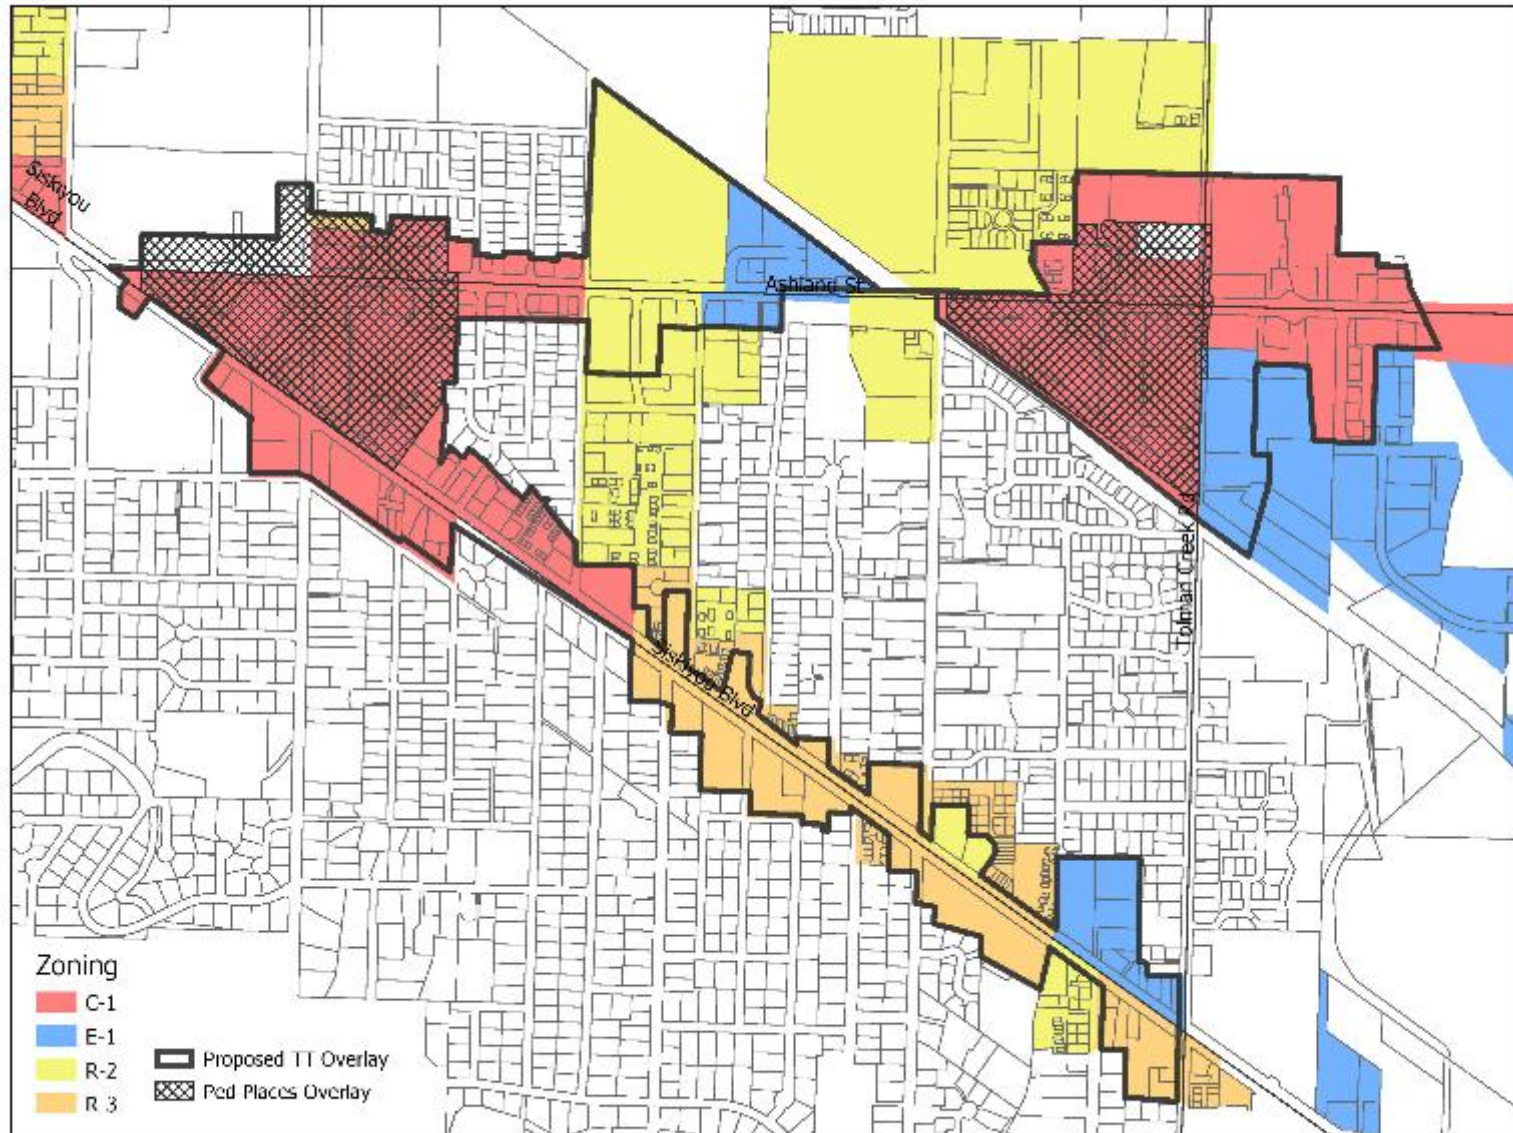 Siskiyou
Blvd
Ashland St
Tolman Creek Rd
Siskiyou Blvd
Zoning
C-1
E-1
R-2
R-3
Proposed TT Overlay
Ped Places Overlay